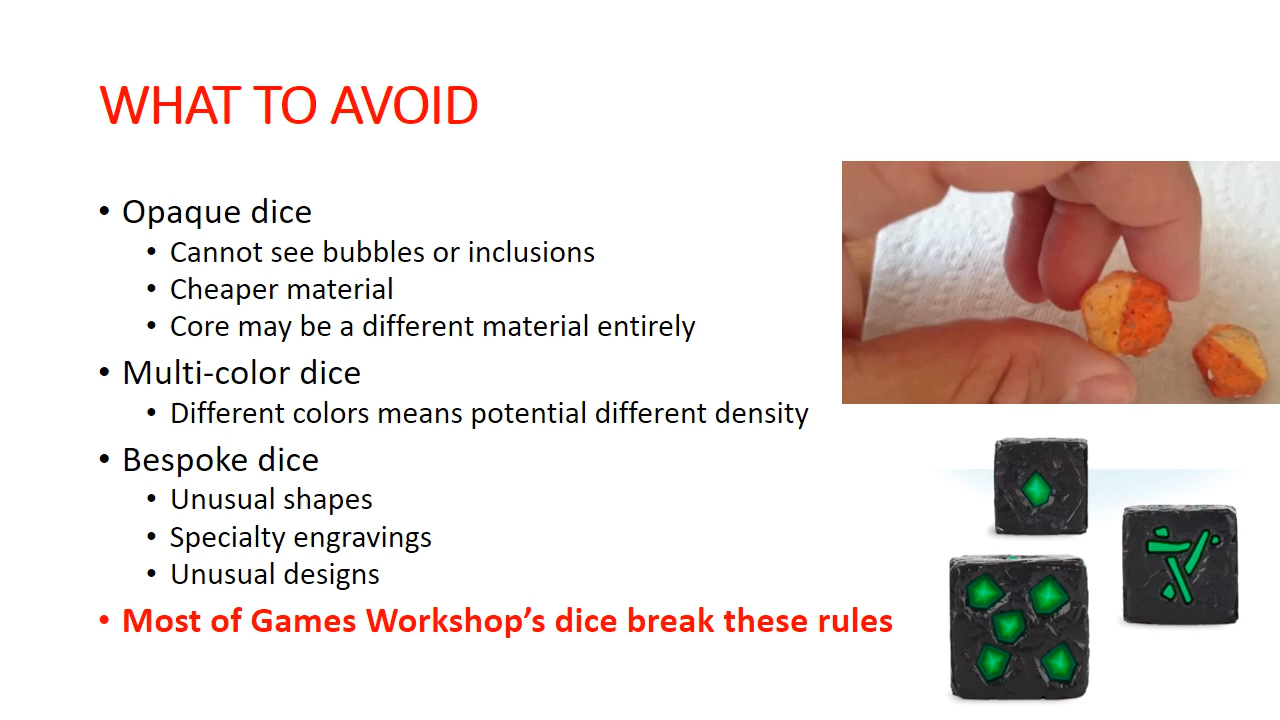 WHAT TO AVOID
• Opaque dice
• Cannot see bubbles or inclusions
• Cheaper material
• Core may be a different material entirely
• Multi-color dice
• Different colors means potential different density
• Bespoke dice
• Unusual shapes
• Specialty engravings
• Unusual designs
• Most of Games Workshop’s dice break these rules